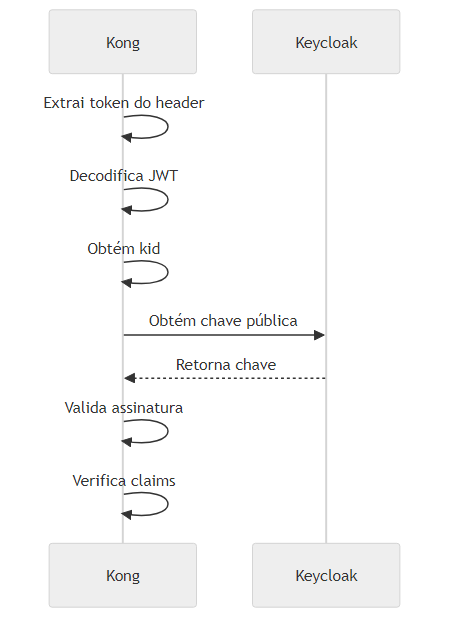 Kong
Keycloak
Extrai token do header
Decodifica JWT
Obtém kid
Obtém chave pública
Retorna chave
Valida assinatura
Verifica claims
Kong
Keycloak